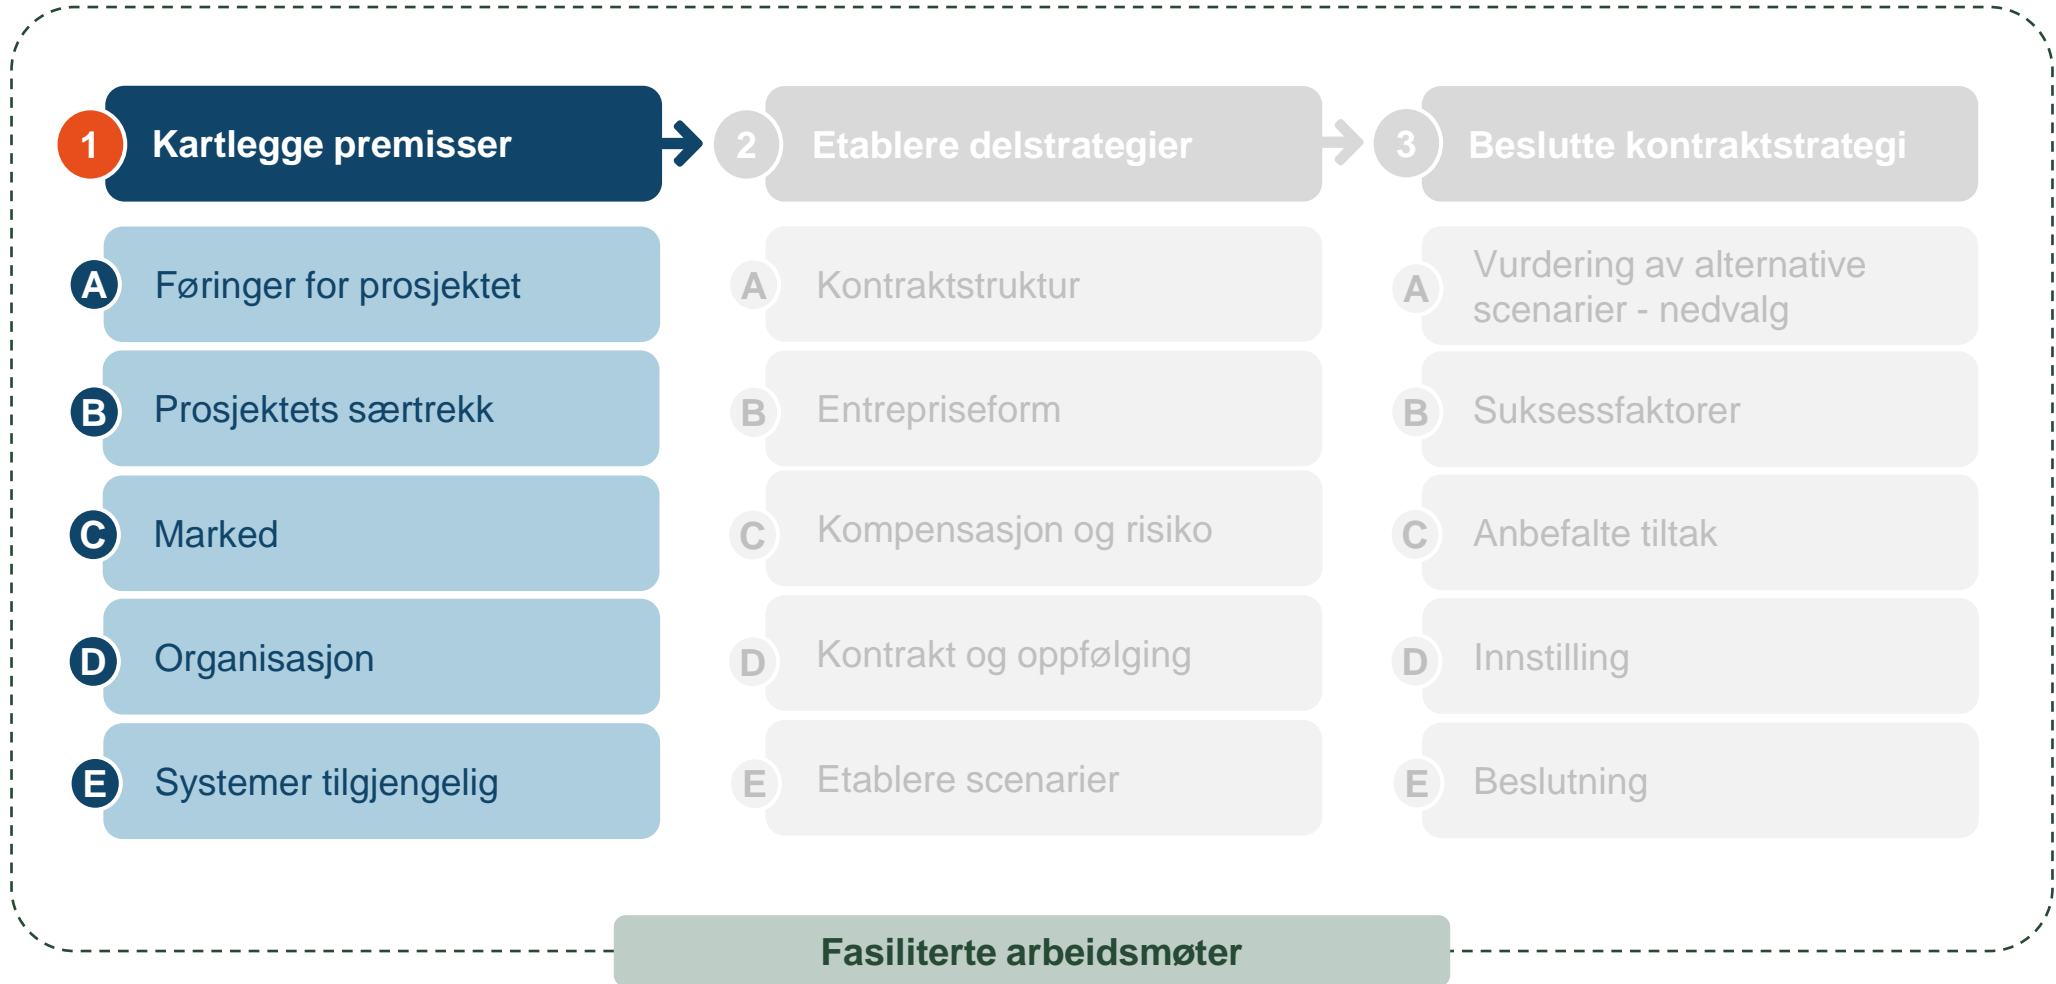 1
Kartlegge premisser
A
Føringer for prosjektet
B
Prosjektets særtrekk
C
Marked
D
Organisasjon
E
Systemer tilgjengelig
2
Etablere delstrategier
A
Kontraktstruktur
B
Entrepriseform
C
Kompensasjon og risiko
D
Kontrakt og oppfølging
E
Etablere scenarier
3
Beslutte kontraktstrategi
A
Vurdering av alternative
scenarier - nedvalg
B
Suksessfaktorer
C
Anbefalte tiltak
D
Innstilling
E
Beslutning
Fasiliterte arbeidsmøter